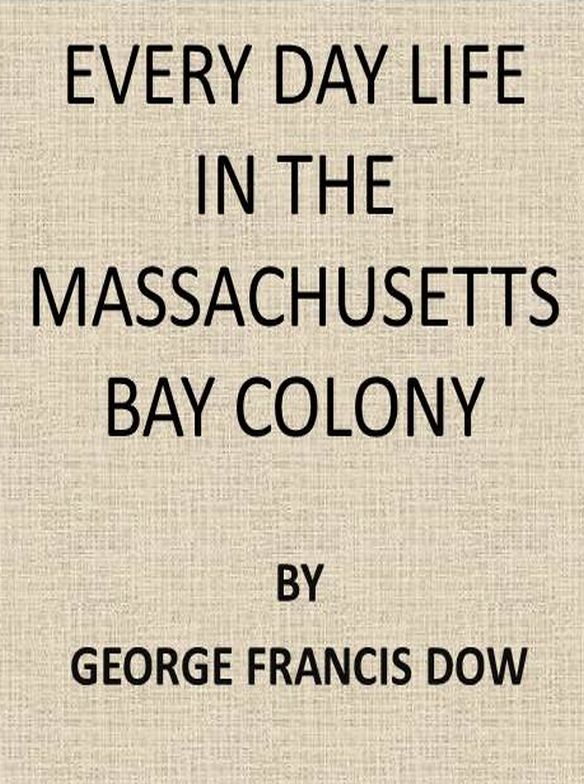 EVERY DAY LIFE
IN THE
MASSACHUSETTS
BAY COLONY
BY
GEORGE FRANCIS DOW